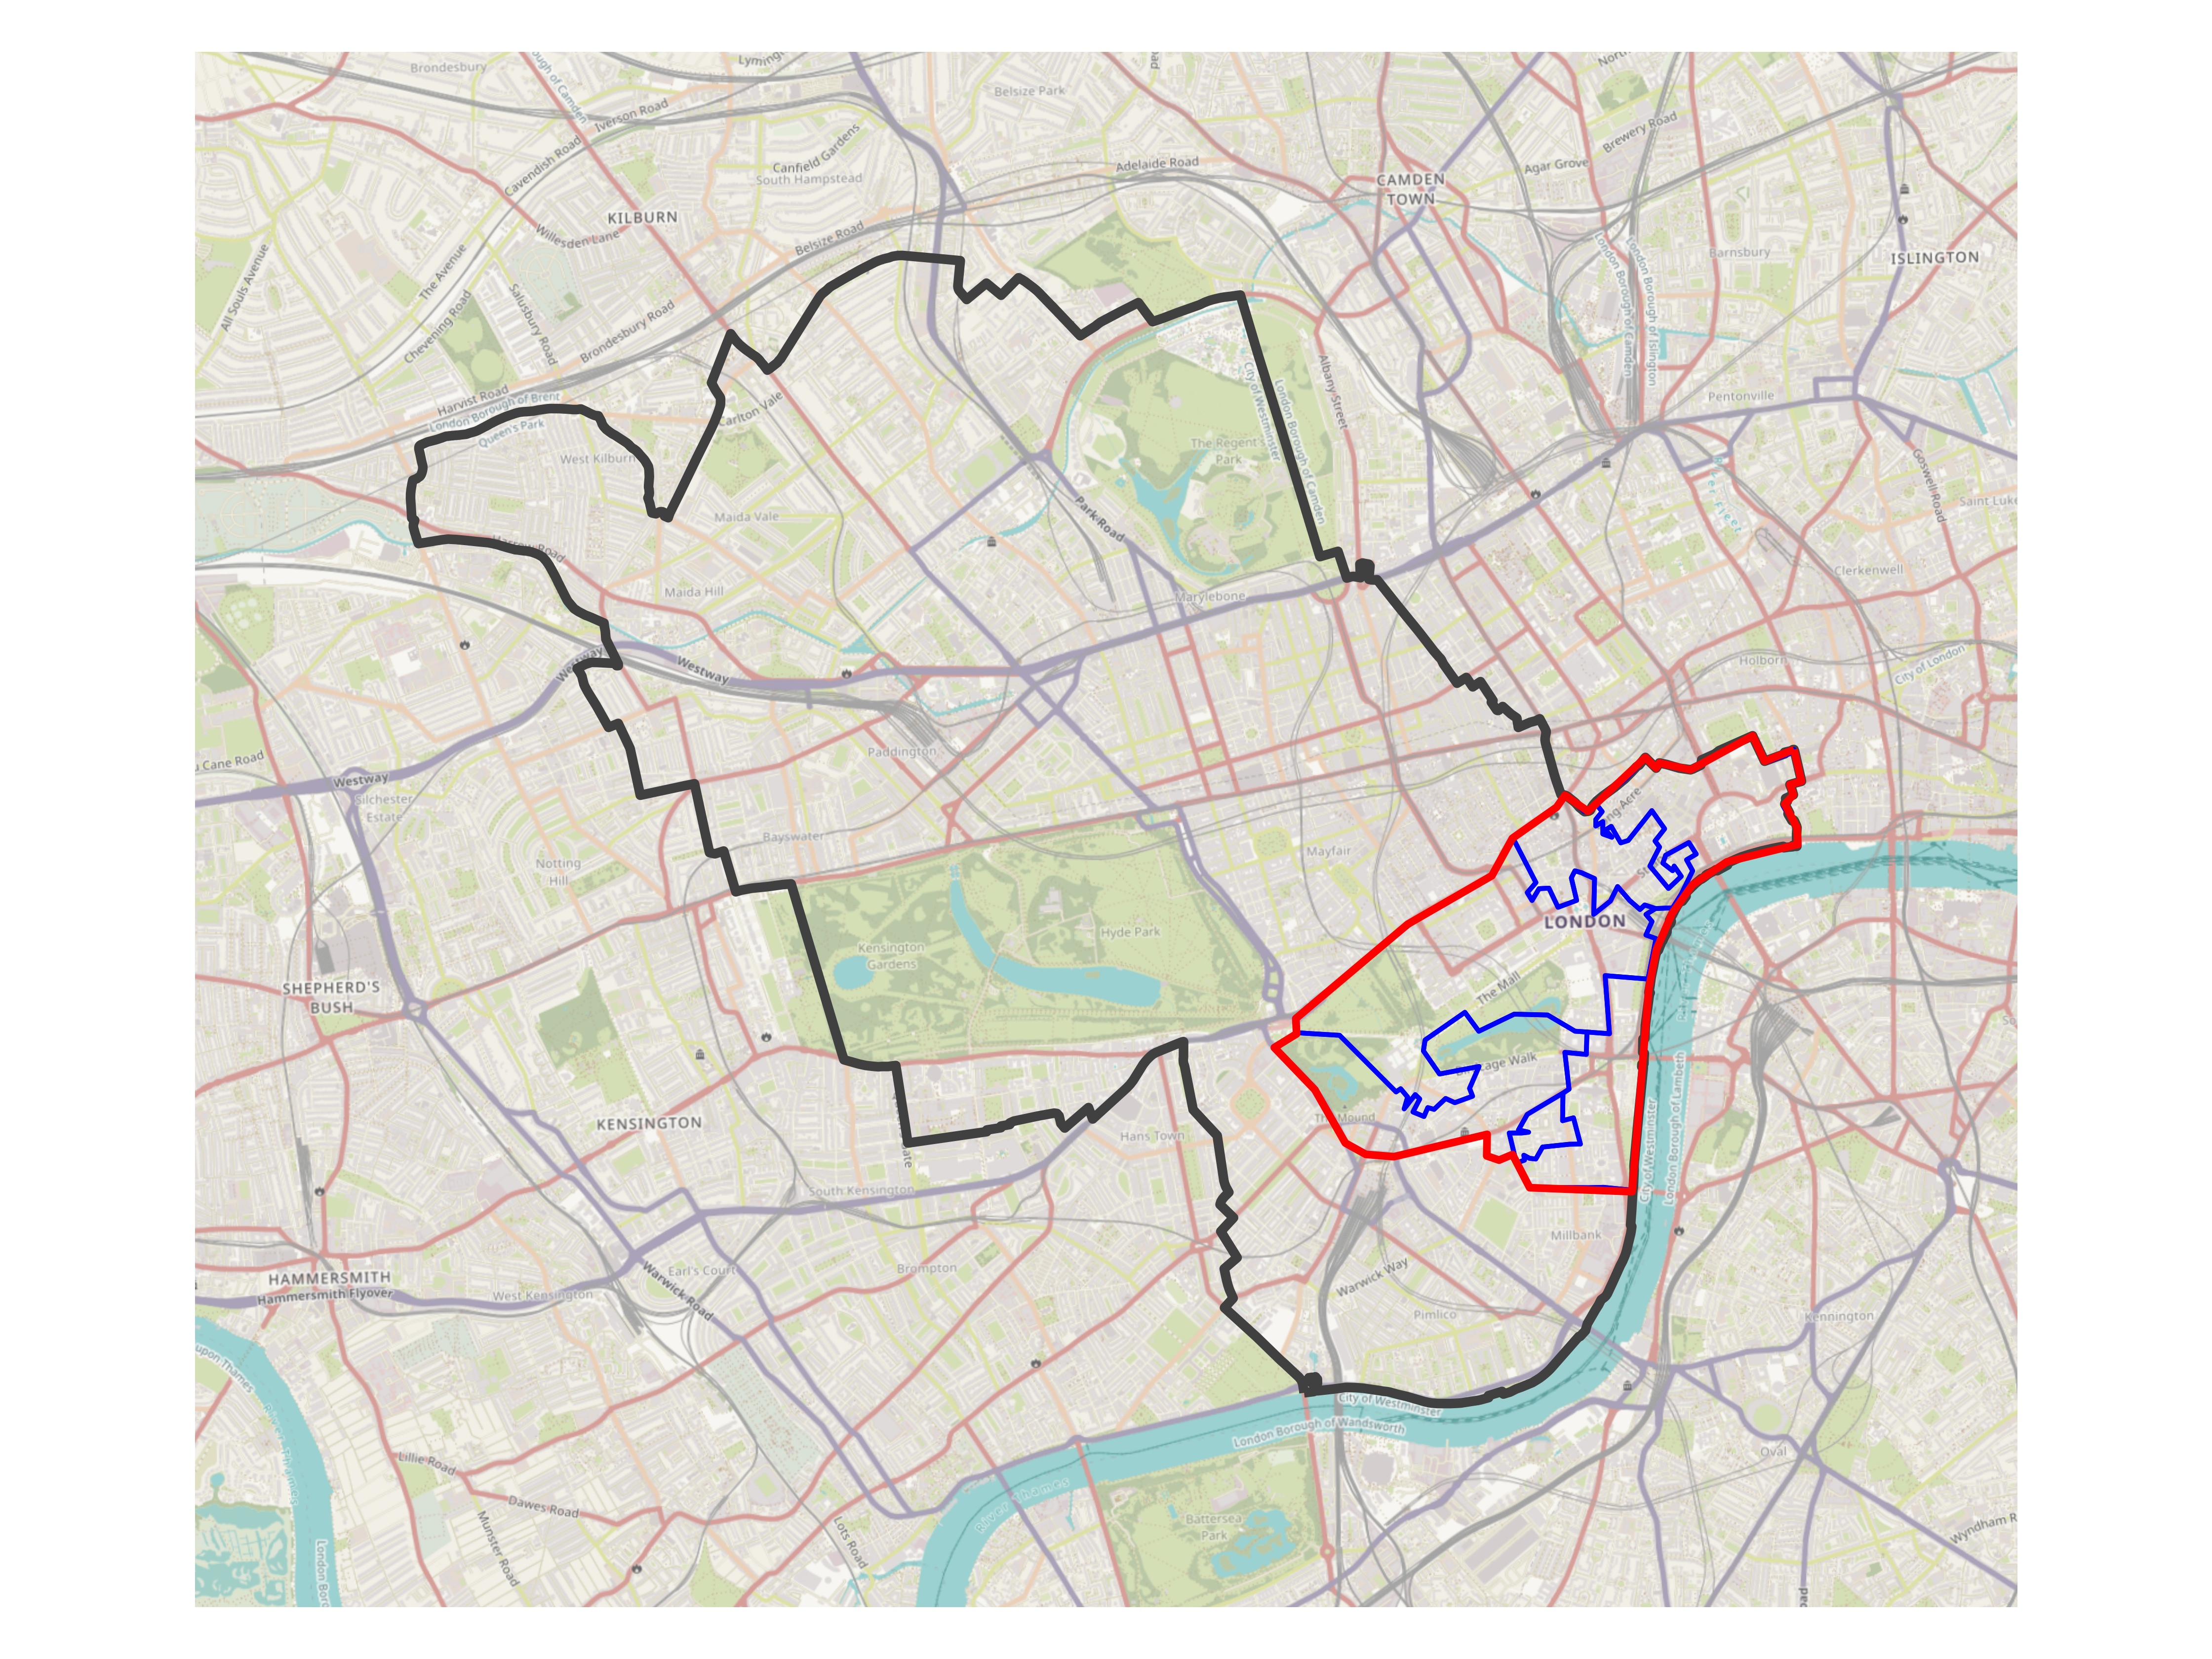 Brondesbury
Lyming
Belsize Park
Iverson Road
Brewery Road
Cavendish Road
Canfield Gardens
South Hampstead
Adelaide Road
Agar Grove
CAMDEN
TOWN
KILBURN
Willesden Lane
Belsize Road
Barnsbury
ISLINGTON
All Souls Avenue
The Avenue
Salusbury Road
Chevening Road
Brondesbury Road
London Borough of Camden
London Borough of Islington
Albany Street
Harvist Road
London Borough of Brent
Queen's Park
Carlton Vale
City of Westminster
London Borough of Camden
Pentonville
West Kilburn
The Regent's
Park
Goswell Road
Saint Luke
Maida Vale
Park Road
Harrow Road
Clerkenwell
Maida Hill
Marylebone
Westway
Westway
Holborn
City of London
Paddington
u Cane Road
Westway
Silchester
Estate
Bayswater
Notting
Hill
Mayfair
LONDON
Kensington
Gardens
Hyde Park
SHEPHERD'S
BUSH
The Mall
KENSINGTON
Hans Town
City of Westminster
London Borough of Lambeth
South Kensington
Millbank
HAMMERSMITH
Hammersmith Flyover
West Kensington
Earl's Court
Warwick Road
Brompton
Warwick Way
Pimlico
Kennington
upon Thames
City of Westminster
London Borough of Wandsworth
Lillie Road
Oval
River Thames
Dawes Road
Munster Road
Lots Road
Battersea
Park
Wyndham R
London Bor